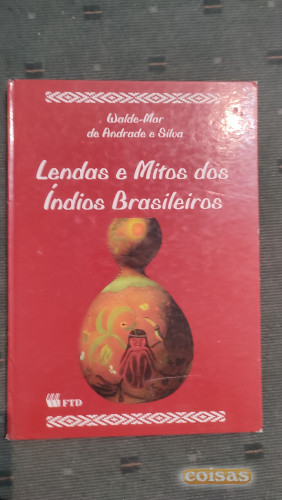 Walde-Mar
de Andrade e Silva
Lendas e Mitos dos
Índios Brasileiros
FTD
coisas